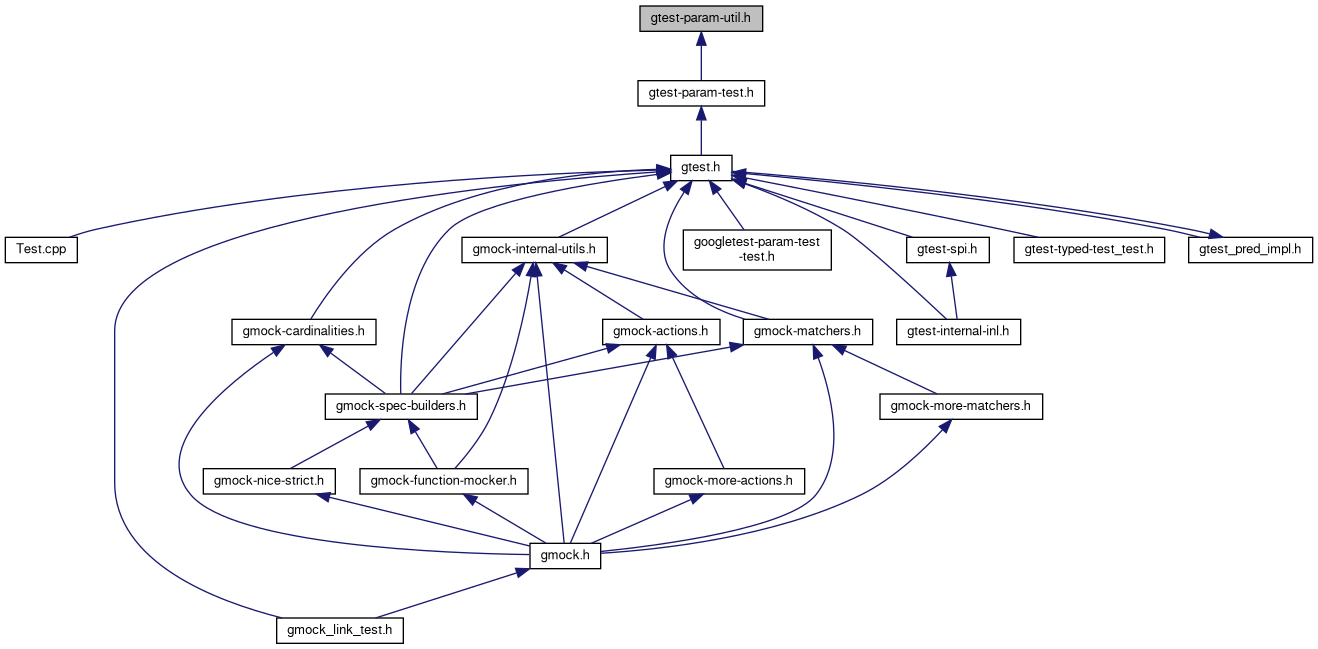 gtest-param-util.h
gtest-param-test.h
gtest.h
Test.cpp
gmock-internal-utils.h
googletest-param-test
-test.h
gtest-spi.h
gtest-typed-test_test.h
gtest_pred_impl.h
gmock-cardinalities.h
gmock-actions.h
gmock-matchers.h
gtest-internal-inl.h
gmock-spec-builders.h
gmock-more-matchers.h
gmock-nice-strict.h
gmock-function-mocker.h
gmock-more-actions.h
gmock.h
gmock_link_test.h